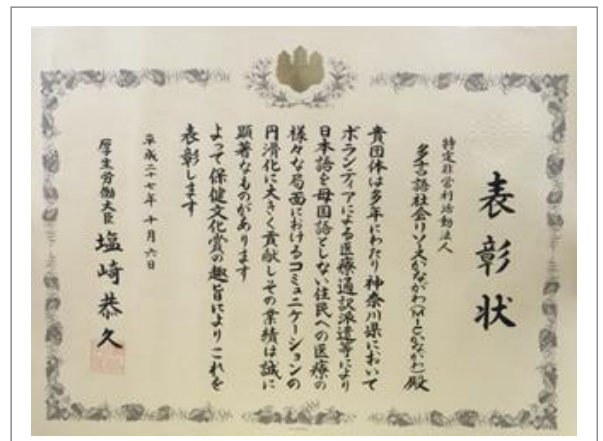 表彰状
特定非営利活動法人
多言語社会リソースかながわ(MICかながわ)殿
貴団体は多年にわたり神奈川県において
ボランティアによる医療通訳派遣等により
日本語を母国語としない住民への医療の
様々な局面におけるコミュニケーションの
円滑化に大きく貢献しその業績は誠に
顕著なものがあります
よって保健文化賞の趣旨によりこれを
表彰します
平成二十七年十月六日
厚生労働大臣 塩崎恭久